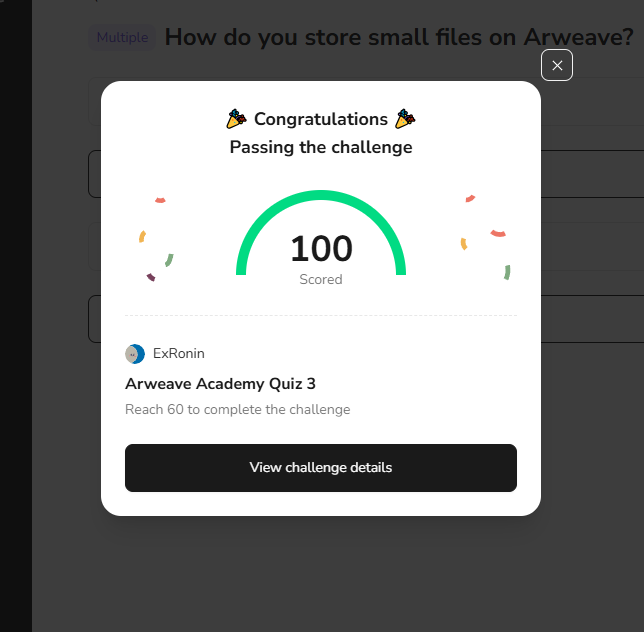 Multiple How do you store small files on Arweave?
Congratulations
Passing the challenge
100
Scored
ExRonin
Arweave Academy Quiz 3
Reach 60 to complete the challenge
View challenge details